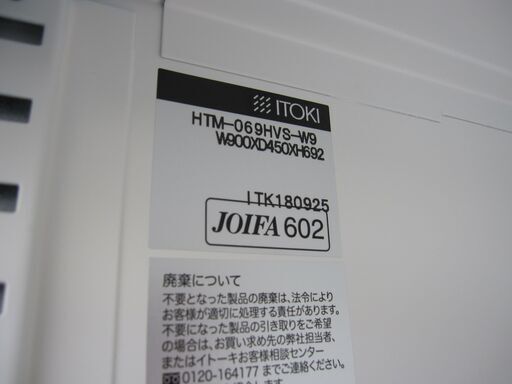 ITOKI
HTM-069HVS-W9
W900XD450XH692
ITK180925
JOIFA 602
廃棄について
不要となった製品の廃棄は、法令により
お客様が適切に処理する責任があります。
不要になった製品の引き取りをご希望
の場合は、お買い求め先の弊社担当者、
またはイトーキお客様相談センター
0120-164177 までご連絡ください。